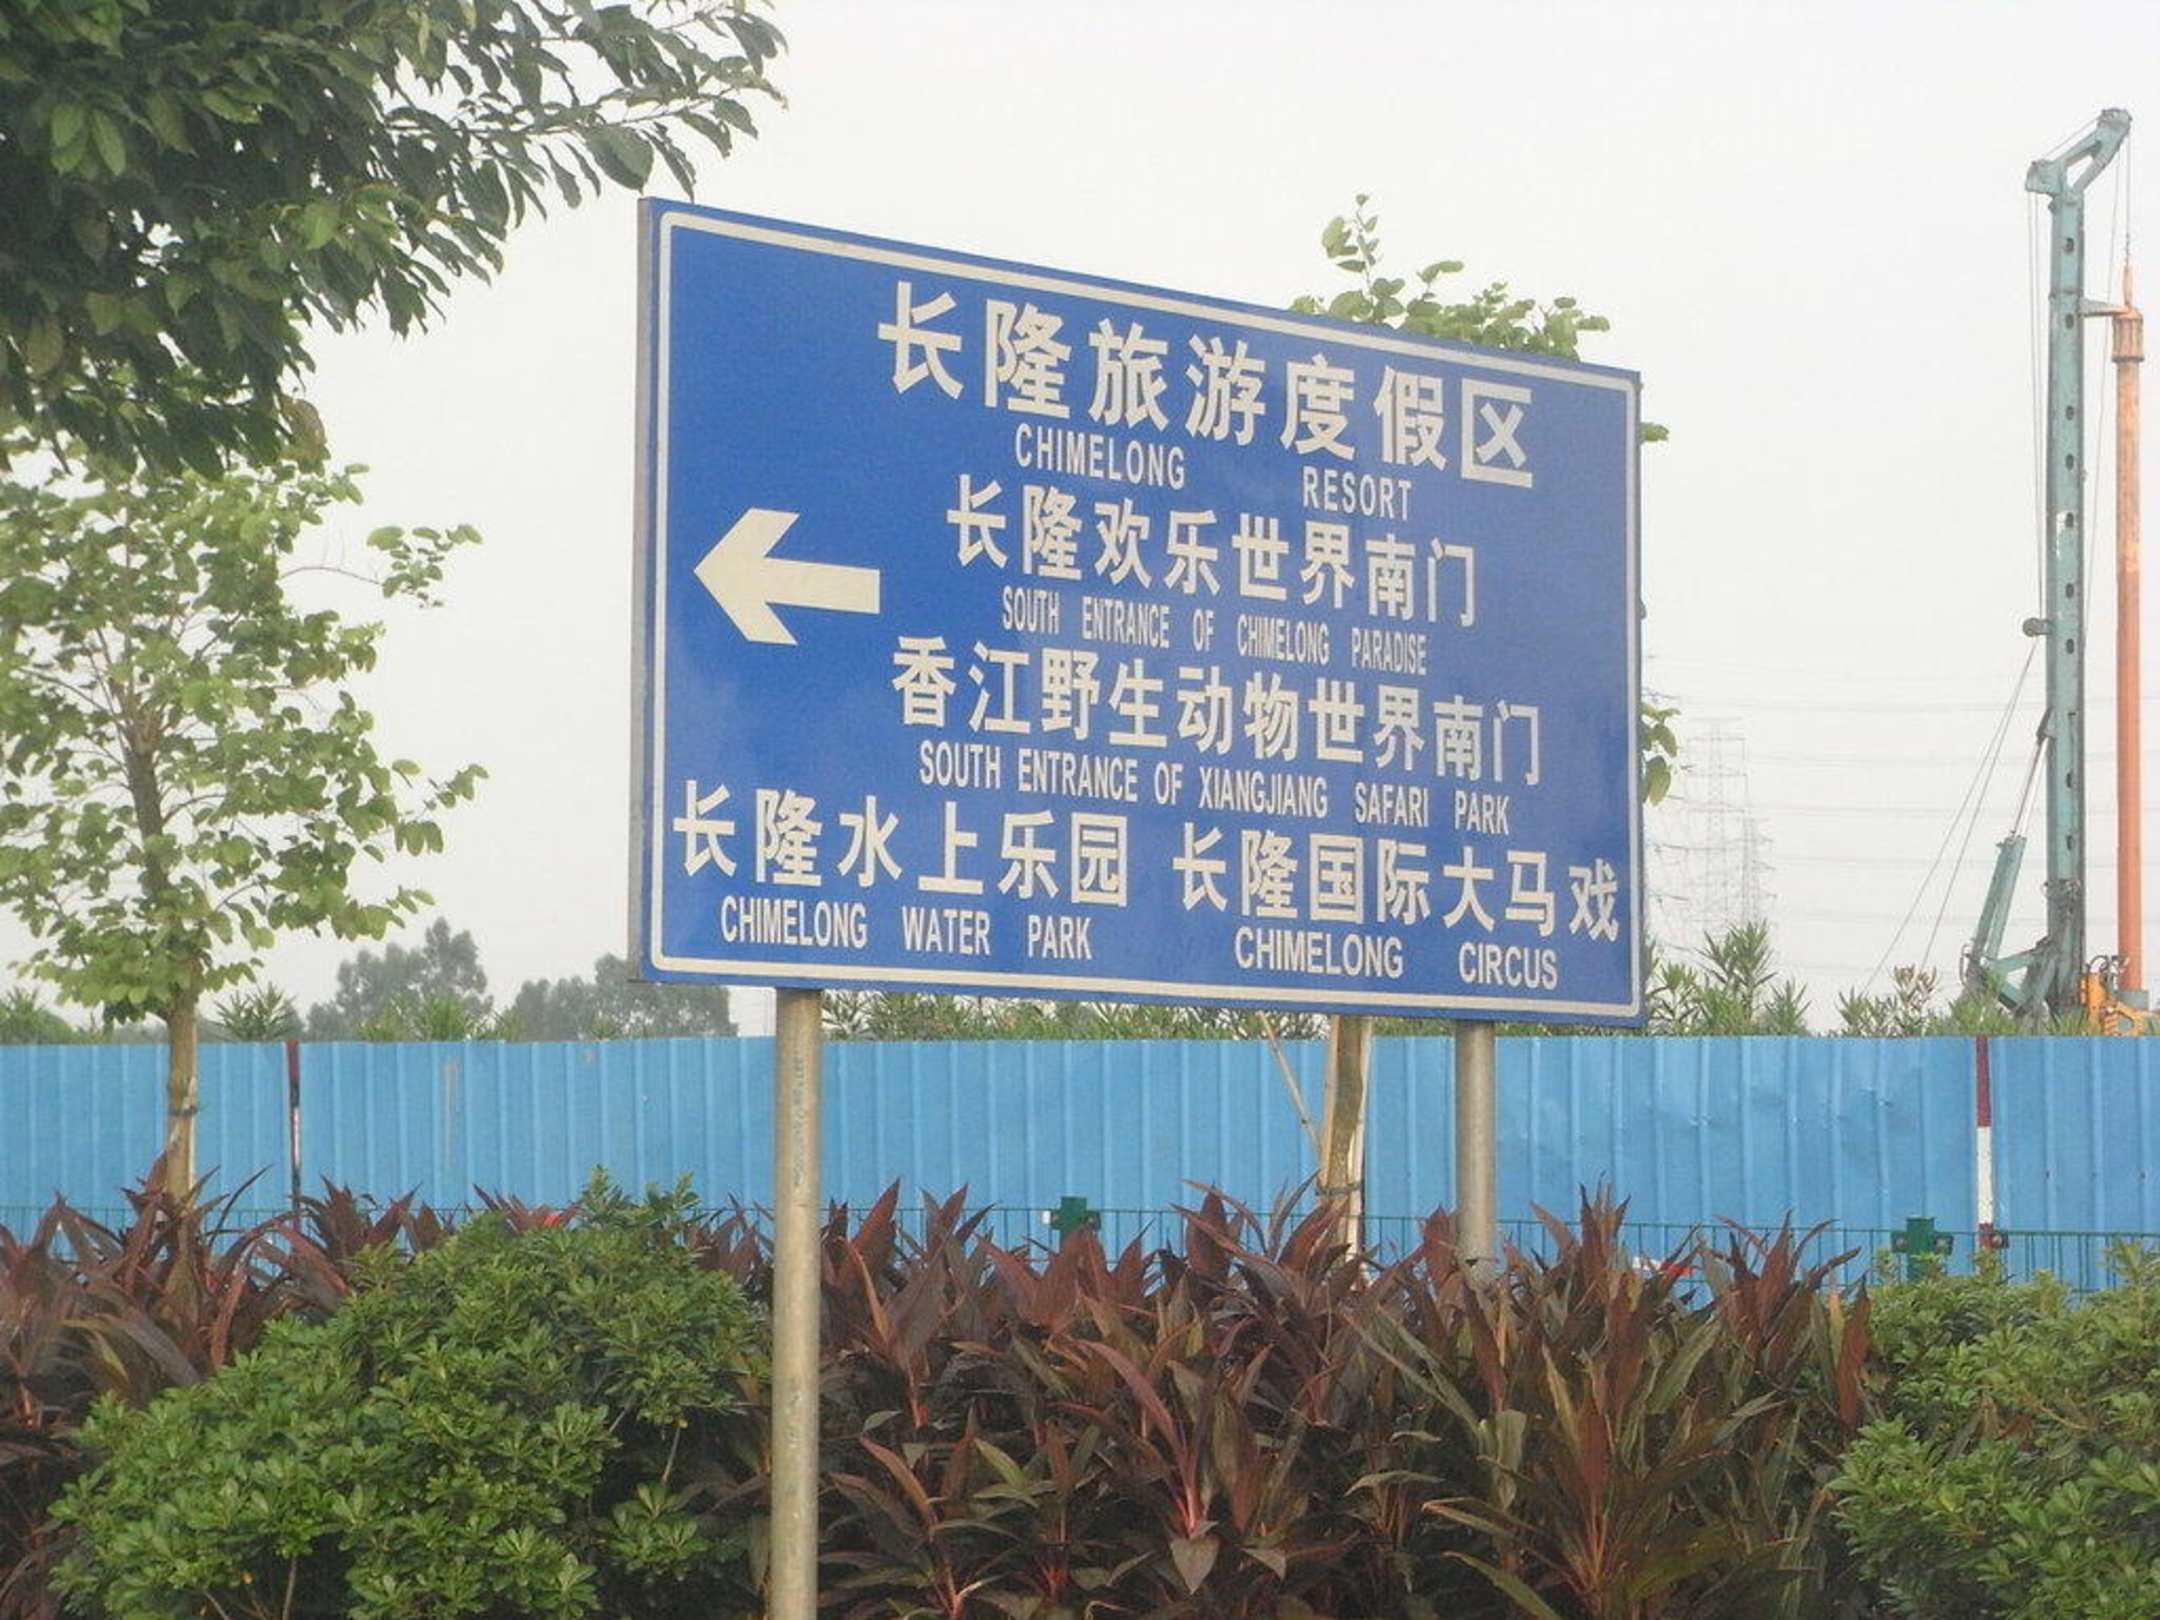 长隆旅游度假区
CHIMELONG RESORT
长隆欢乐世界南门
SOUTH ENTRANCE OF CHIMELONG PARADISE
香江野生动物世界南门
SOUTH ENTRANCE OF XIANGJIANG SAFARI PARK
长隆水上乐园 长隆国际大马戏
CHIMELONG WATER PARK CHIMELONG CIRCUS